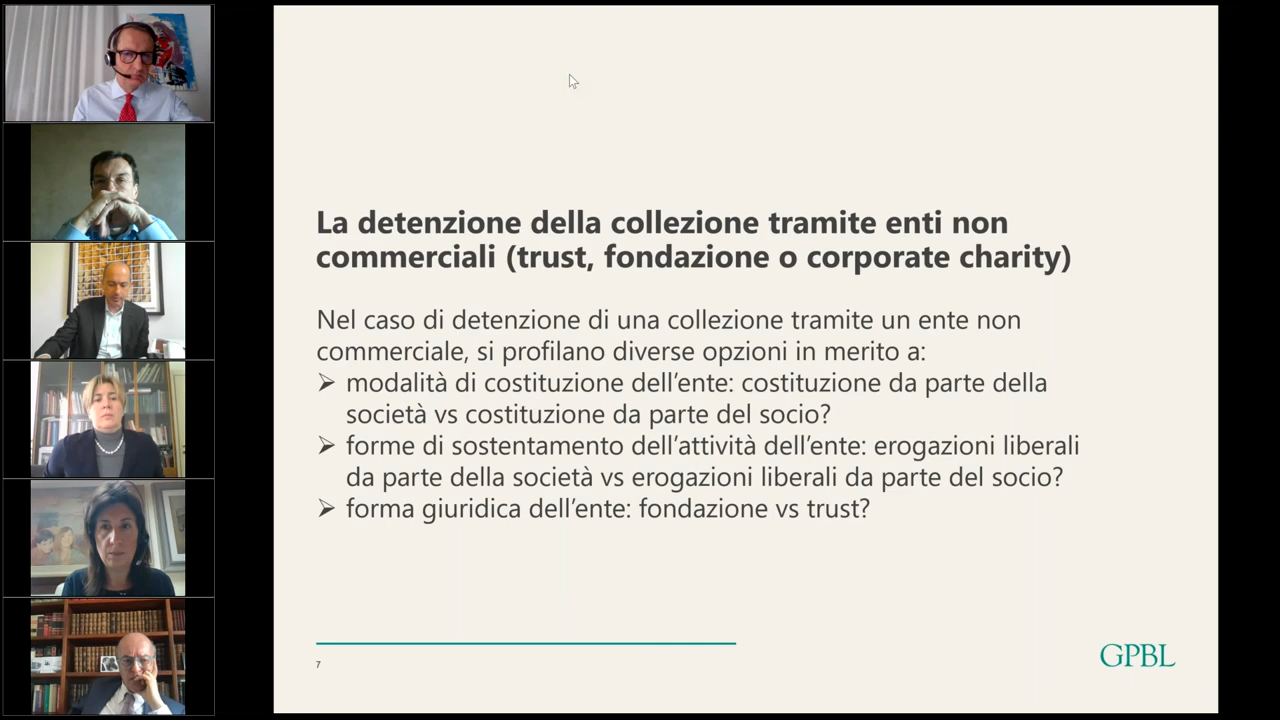 La detenzione della collezione tramite enti non
commerciali (trust, fondazione o corporate charity)
Nel caso di detenzione di una collezione tramite un ente non
commerciale, si profilano diverse opzioni in merito a:
➢ modalità di costituzione dell'ente: costituzione da parte della
società vs costituzione da parte del socio?
➢ forme di sostentamento dell'attività dell'ente: erogazioni liberali
da parte della società vs erogazioni liberali da parte del socio?
➢ forma giuridica dell'ente: fondazione vs trust?
7
GPBL